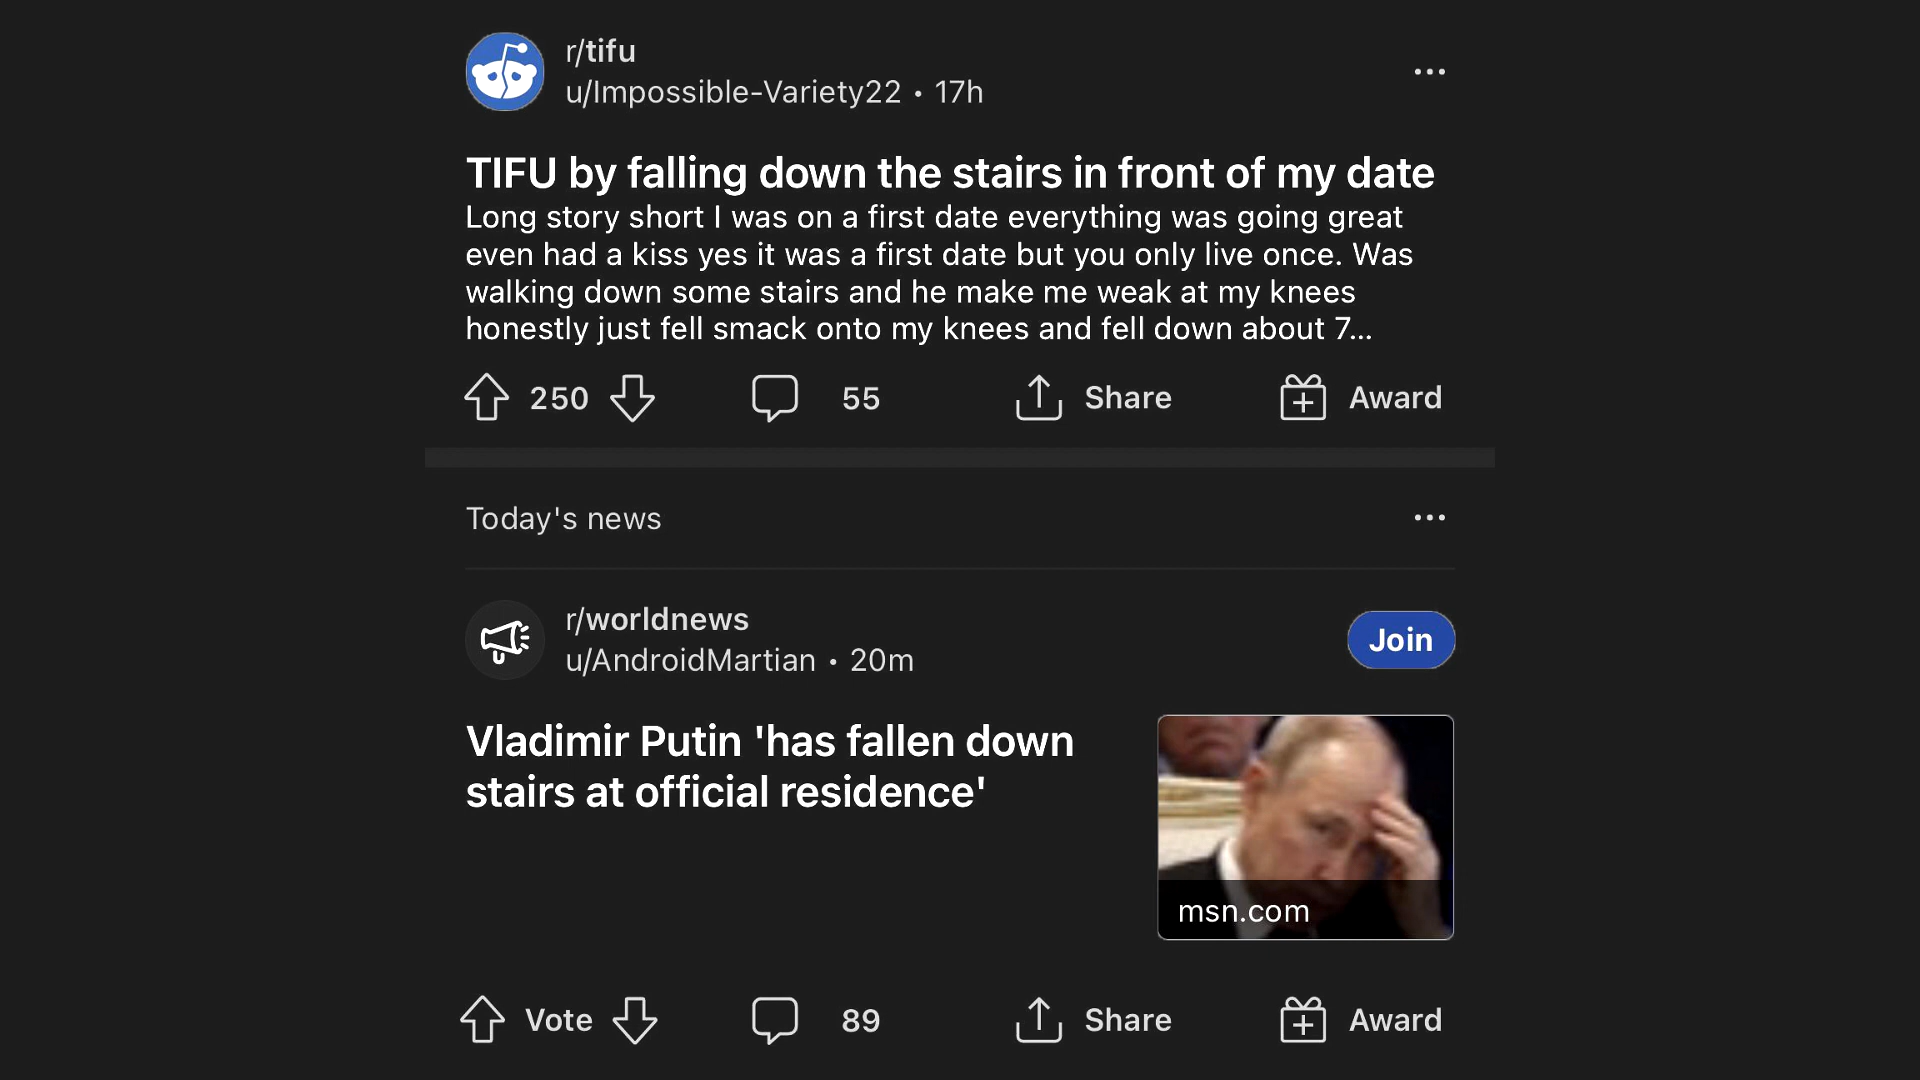 r/tifu
u/Impossible-Variety22 • 17h
TIFU by falling down the stairs in front of my date
Long story short I was on a first date everything was going great
even had a kiss yes it was a first date but you only live once. Was
walking down some stairs and he make me weak at my knees
honestly just fell smack onto my knees and fell down about 7...
250 55 Share Award
Today's news
r/worldnews
u/AndroidMartian • 20m
Join
Vladimir Putin 'has fallen down
stairs at official residence'
msn.com
Vote 89 Share Award